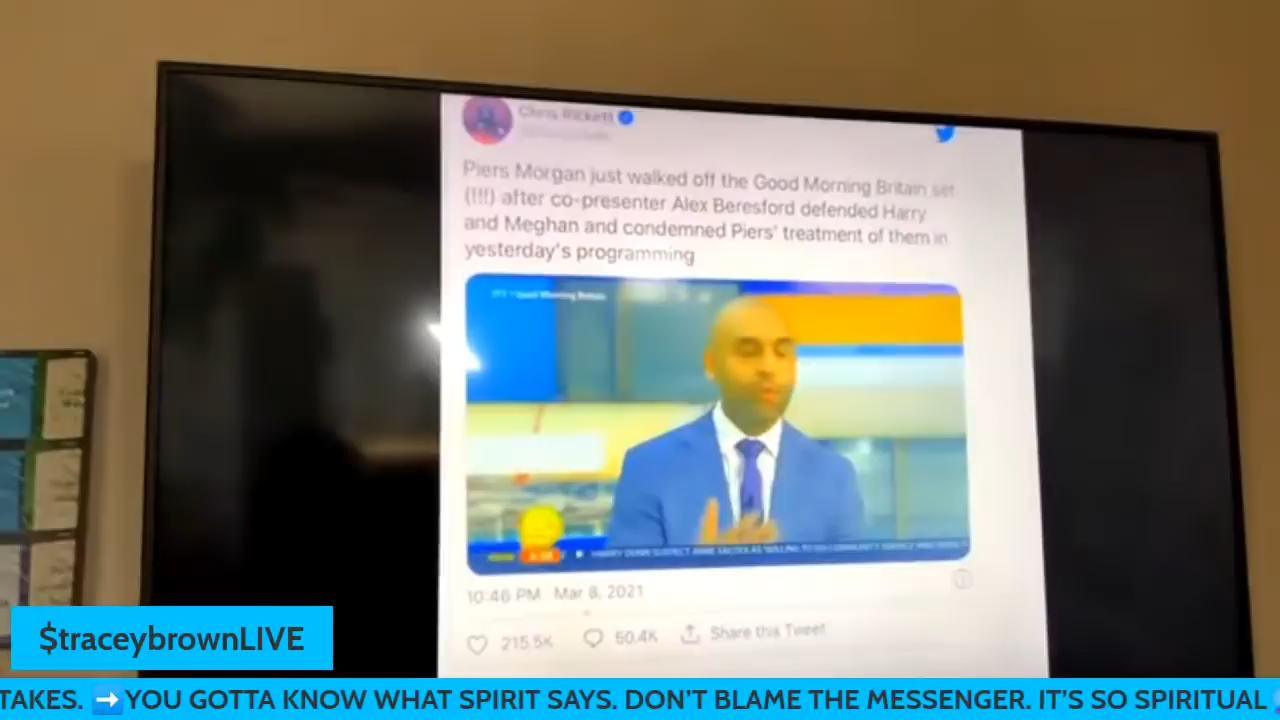 Chris Rickett
Piers Morgan just walked off the Good Morning Britain set
(!!!) after co-presenter Alex Beresford defended Harry
and Meghan and condemned Piers' treatment of them in
yesterday's programming
Good Morning Britain
10:46 PM Mar 8, 2021
215.5K 50.4K Share this Tweet
$traceybrownLIVE
TAKES. ➡️YOU GOTTA KNOW WHAT SPIRIT SAYS. DON'T BLAME THE MESSENGER. IT'S SO SPIRITUAL